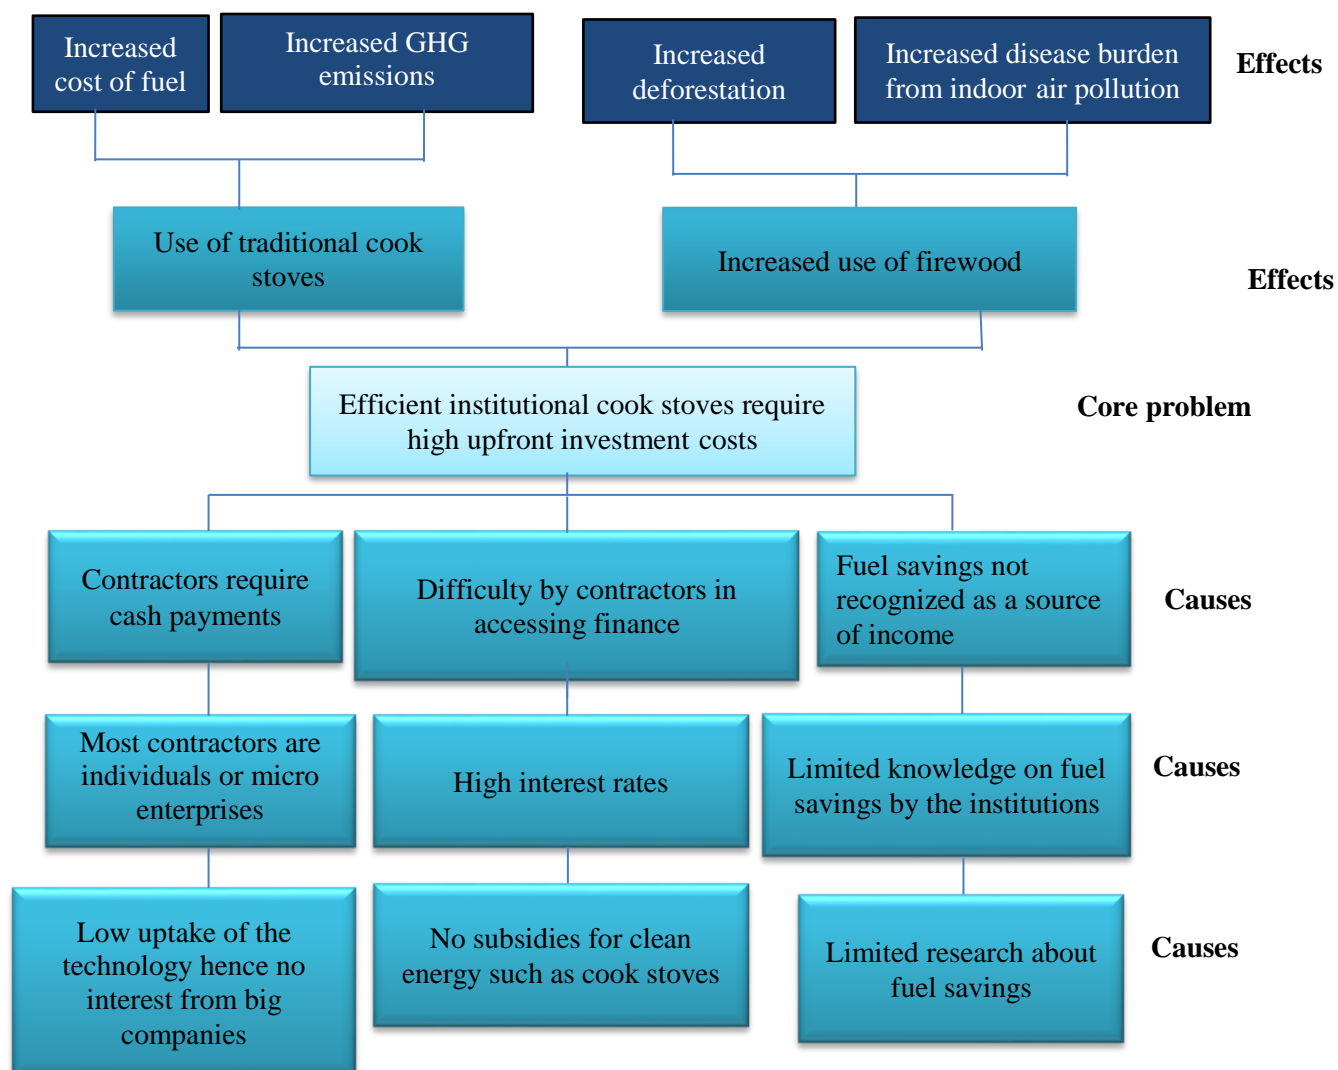 Increased
cost of fuel
Increased GHG
emissions
Increased
deforestation
Increased disease burden
from indoor air pollution
Effects
Use of traditional cook
stoves
Increased use of firewood
Effects
Efficient institutional cook stoves require
high upfront investment costs
Core problem
Contractors require
cash payments
Difficulty by contractors in
accessing finance
Fuel savings not
recognized as a source
of income
Causes
Most contractors are
individuals or micro
enterprises
High interest rates
Limited knowledge on fuel
savings by the institutions
Causes
Low uptake of the
technology hence no
interest from big
companies
No subsidies for clean
energy such as cook stoves
Limited research about
fuel savings
Causes